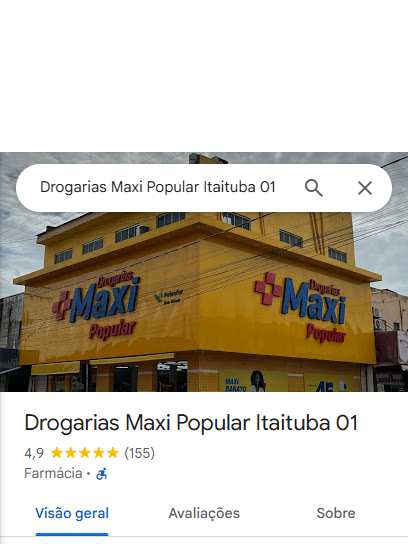 Drogarias Maxi Popular Itaituba 01
Drogarias
Maxi
Popular
Drogarias
Maxi
Popular
MAXI
BARATO
45
Drogarias Maxi Popular Itaituba 01
4,9 (155)
Farmácia ·
Visão geral
Avaliações
Sobre